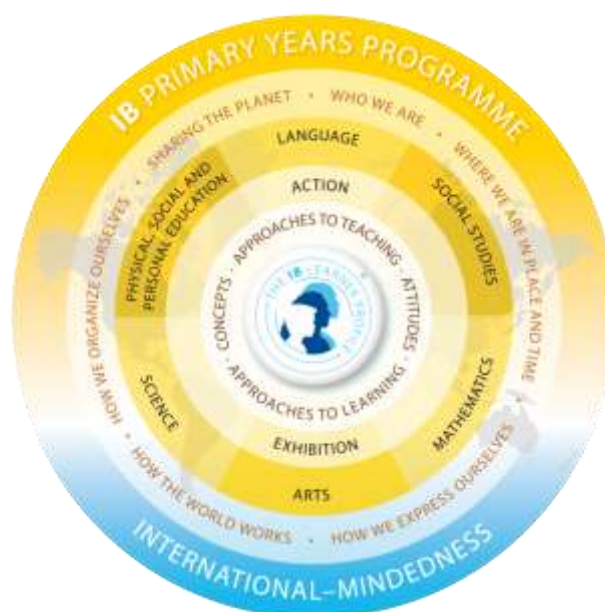 IB PRIMARY YEARS PROGRAMME
SHARING THE PLANET • WHO WE ARE • WHERE WE ARE IN PLACE AND TIME
HOW WE EXPRESS OURSELVES • HOW THE WORLD WORKS • HOW WE ORGANIZE OURSELVES •
LANGUAGE
SOCIAL STUDIES
MATHEMATICS
ARTS
SCIENCE
PHYSICAL, SOCIAL AND
PERSONAL EDUCATION
ACTION
EXHIBITION
APPROACHES TO TEACHING · ATTITUDES · APPROACHES TO LEARNING · CONCEPTS ·
THE IB LEARNER PROFILE
INTERNATIONAL–MINDEDNESS